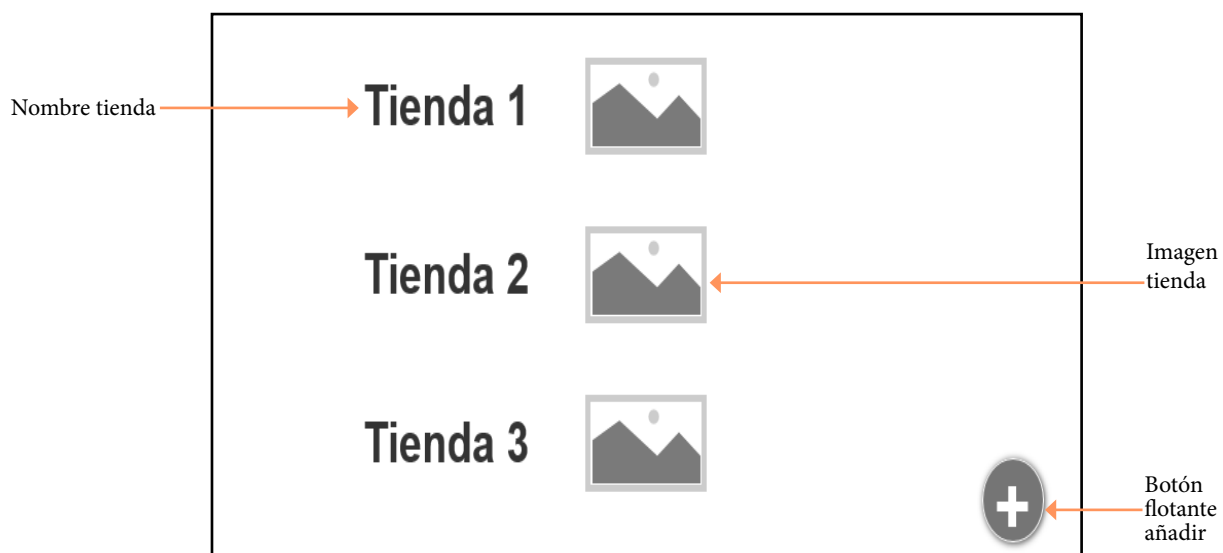 Nombre tienda
Tienda 1
Tienda 2
Imagen
tienda
Tienda 3
Botón
flotante
añadir